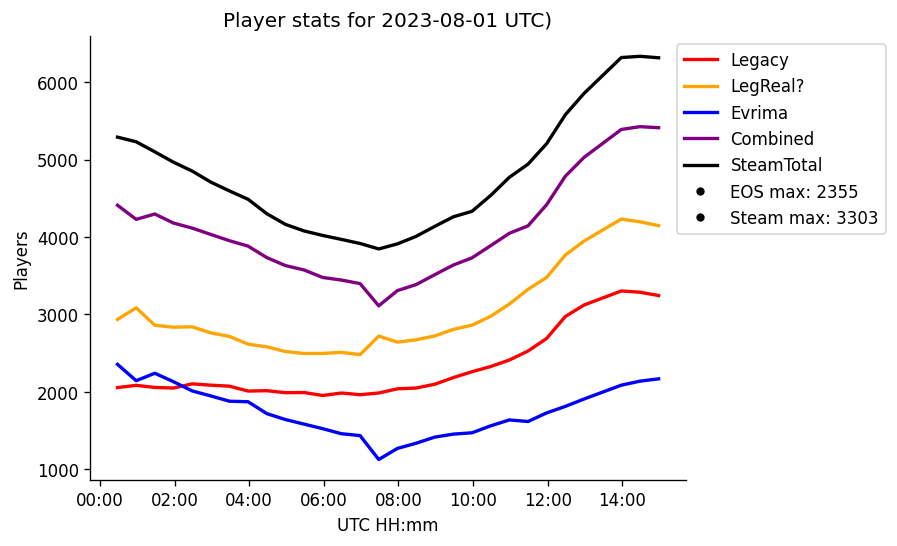 Player stats for 2023-08-01 UTC)
Legacy
LegReal?
Evrima
Combined
SteamTotal
EOS max: 2355
Steam max: 3303
Players
6000
5000
4000
3000
2000
1000
00:00 02:00 04:00 06:00 08:00 10:00 12:00 14:00
UTC HH:mm